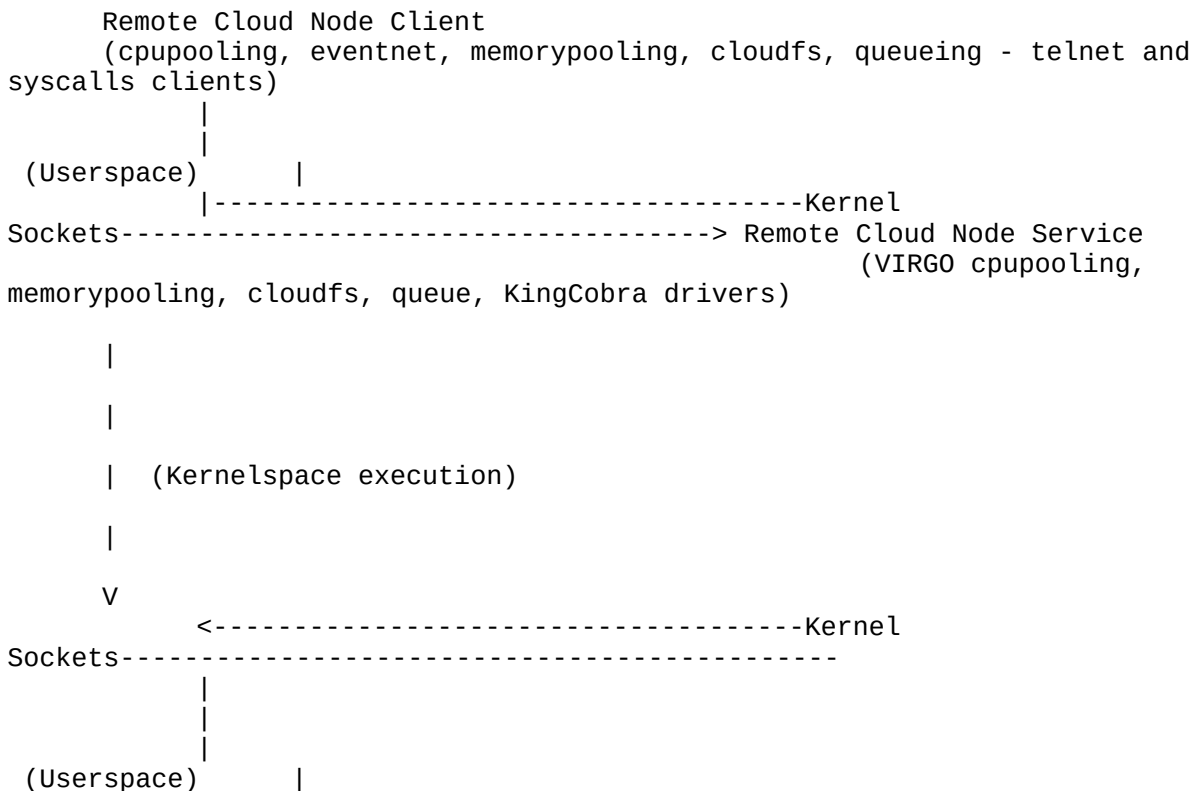 Remote Cloud Node Client
(cpupooling, eventnet, memorypooling, cloudfs, queueing - telnet and
syscalls clients)
|
|
(Userspace)      |
|-------------------------------------Kernel
Sockets-------------------------------------> Remote Cloud Node Service
(VIRGO cpupooling,
memorypooling, cloudfs, queue, KingCobra drivers)
|
|
|  (Kernelspace execution)
|
V
<-------------------------------------Kernel
Sockets---------------------------------------------
|
|
|
(Userspace)      |